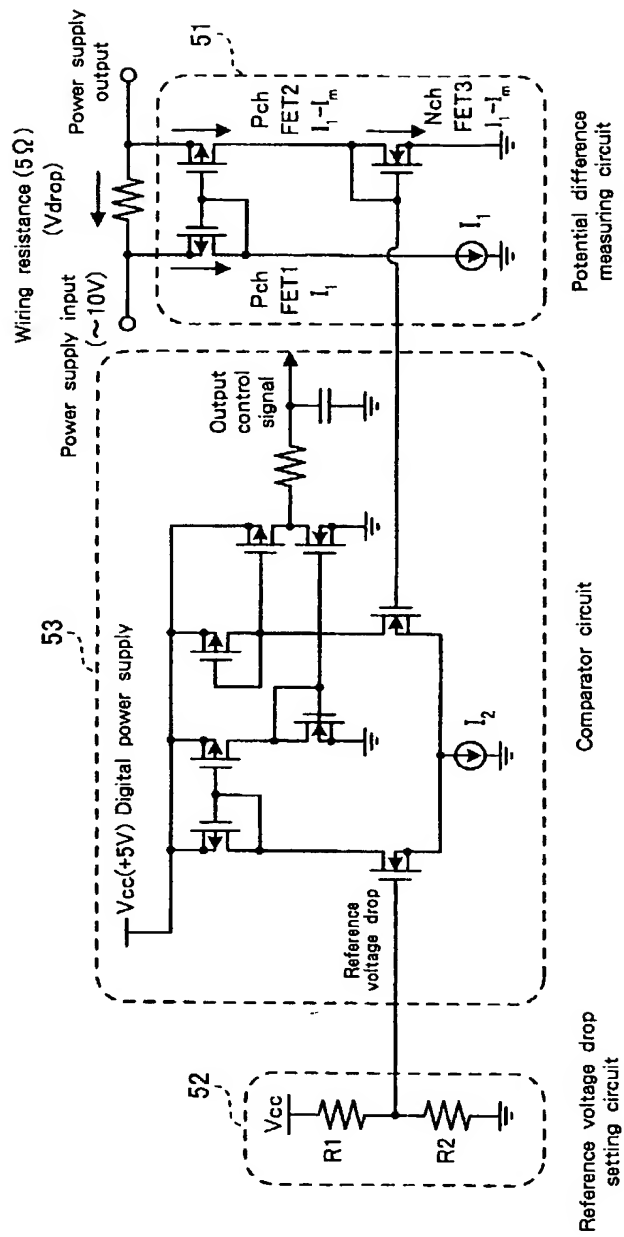 52
Vcc
R1
R2
Reference voltage drop
setting circuit
53
Vcc(+5V) Digital power supply
Reference
voltage drop
I2
Output
control
signal
Comparator circuit
Wiring resistance (5Ω)
(Vdrop)
Power supply input
(~10V)
Power supply
output
51
Pch
FET1
I1
Pch
FET2
I1-Im
Nch
FET3
I1-Im
I1
Potential difference
measuring circuit